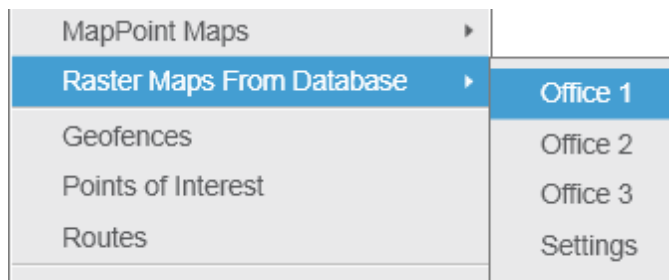 MapPoint Maps
Raster Maps From Database
Geofences
Points of Interest
Routes
Office 1
Office 2
Office 3
Settings